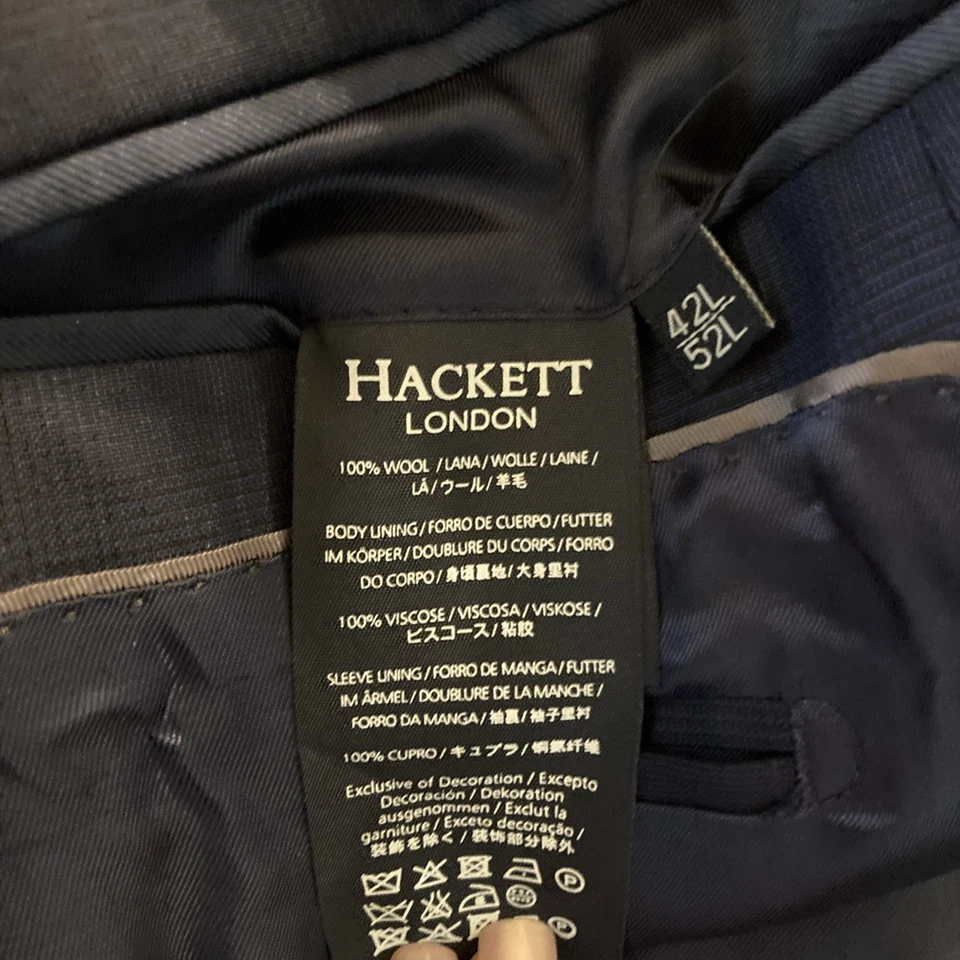 42L
52L
HACKETT
LONDON
100% WOOL / LANA / WOLLE / LAINE /
LÃ / ウール / 羊毛
BODY LINING / FORRO DE CUERPO / FUTTER
IM KÖRPER / DOUBLURE DU CORPS / FORRO
DO CORPO / 身頃裏地 / 大身里衬
100% VISCOSE / VISCOSA / VISKOSE /
ビスコース / 粘胶
SLEEVE LINING / FORRO DE MANGA / FUTTER
IM ÄRMEL / DOUBLURE DE LA MANCHE /
FORRO DA MANGA / 袖裏 / 袖子里衬
100% CUPRO / キュプラ / 铜氨纤维
Exclusive of Decoration / Excepto
Decoración / Dekoration
ausgenommen / Exclut la
garniture / Exceto decoração /
装飾を除く / 装饰部分除外
P
P